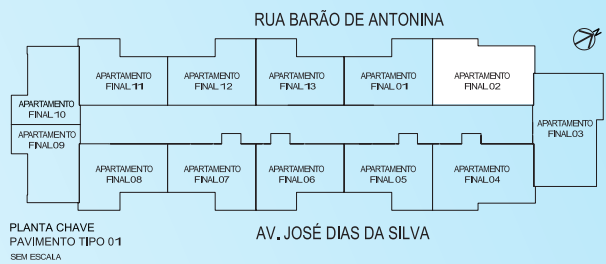 RUA BARÃO DE ANTONINA
APARTAMENTO
FINAL 11
APARTAMENTO
FINAL 12
APARTAMENTO
FINAL 13
APARTAMENTO
FINAL 01
APARTAMENTO
FINAL 02
APARTAMENTO
FINAL 10
APARTAMENTO
FINAL 09
APARTAMENTO
FINAL 03
APARTAMENTO
FINAL 08
APARTAMENTO
FINAL 07
APARTAMENTO
FINAL 06
APARTAMENTO
FINAL 05
APARTAMENTO
FINAL 04
PLANTA CHAVE
PAVIMENTO TIPO 01
SEM ESCALA
AV. JOSÉ DIAS DA SILVA